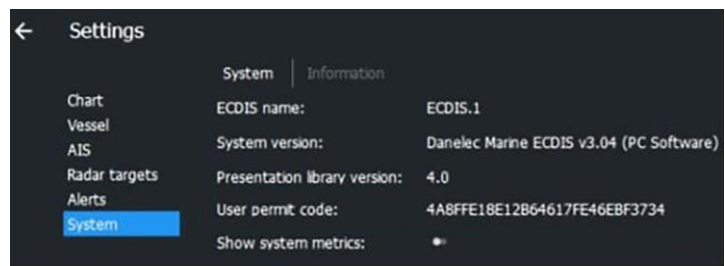 Settings
System | Information
Chart
Vessel
AIS
Radar targets
Alerts
System
ECDIS name: ECDIS.1
System version: Danelec Marine ECDIS v3.04 (PC Software)
Presentation library version: 4.0
User permit code: 4A8FFE18E12B64617FE46EBF3734
Show system metrics: